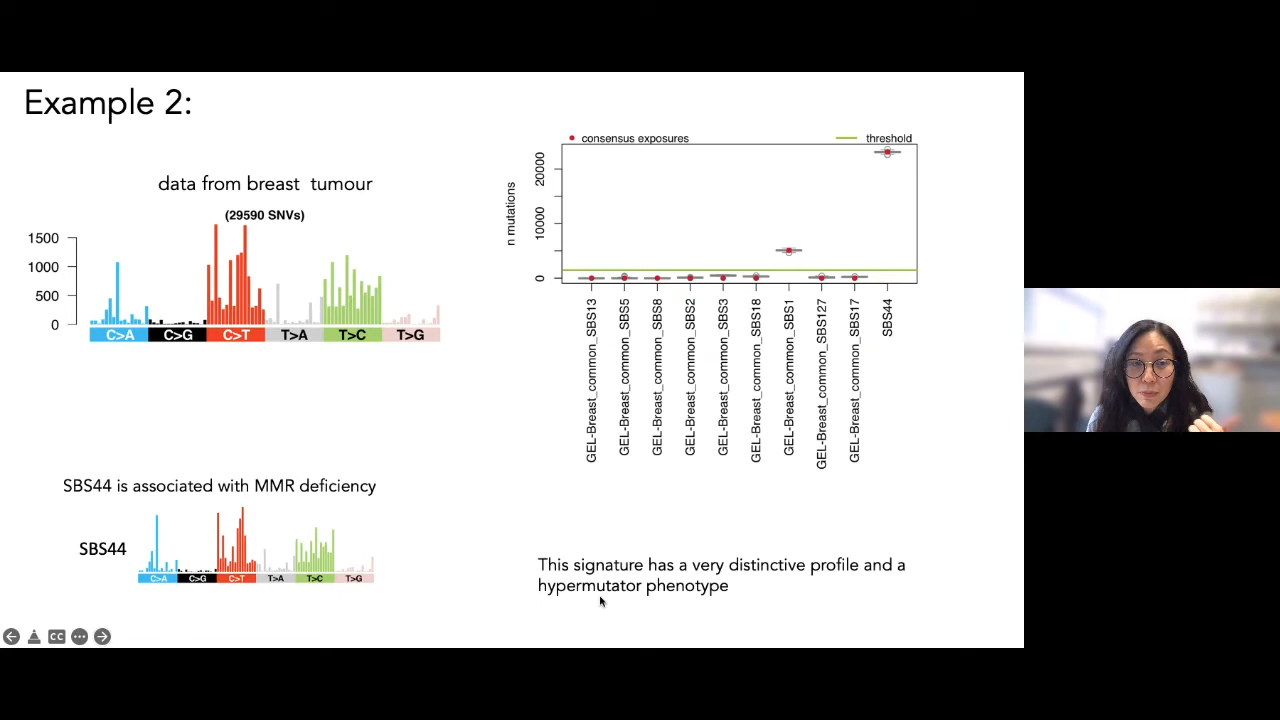 Example 2:
data from breast tumour
(29590 SNVs)
1500
1000
500
0
C>A C>G C>T T>A T>C T>G
SBS44 is associated with MMR deficiency
SBS44
C>A C>G C>T T>A T>C T>G
consensus exposures threshold
n mutations
20000
10000
0
GEL-Breast_common_SBS13
GEL-Breast_common_SBS5
GEL-Breast_common_SBS8
GEL-Breast_common_SBS2
GEL-Breast_common_SBS3
GEL-Breast_common_SBS18
GEL-Breast_common_SBS1
GEL-Breast_common_SBS127
GEL-Breast_common_SBS17
SBS44
This signature has a very distinctive profile and a
hypermutator phenotype
CC